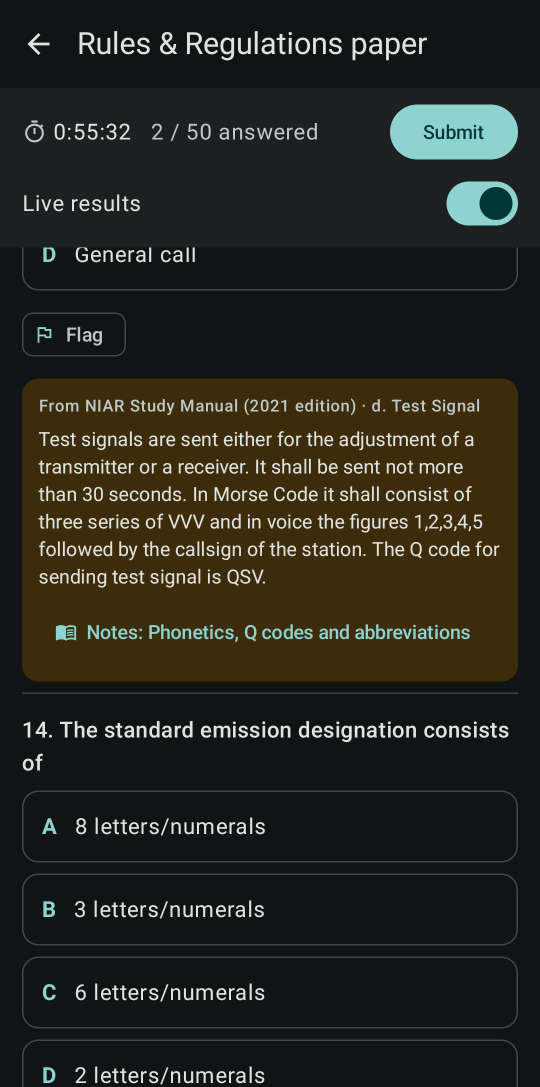 Rules & Regulations paper
0:55:32 2 / 50 answered
Submit
Live results
D General call
Flag
From NIAR Study Manual (2021 edition) · d. Test Signal
Test signals are sent either for the adjustment of a
transmitter or a receiver. It shall be sent not more
than 30 seconds. In Morse Code it shall consist of
three series of VVV and in voice the figures 1,2,3,4,5
followed by the callsign of the station. The Q code for
sending test signal is QSV.
Notes: Phonetics, Q codes and abbreviations
14. The standard emission designation consists
of
A 8 letters/numerals
B 3 letters/numerals
C 6 letters/numerals
D 2 letters/numerals